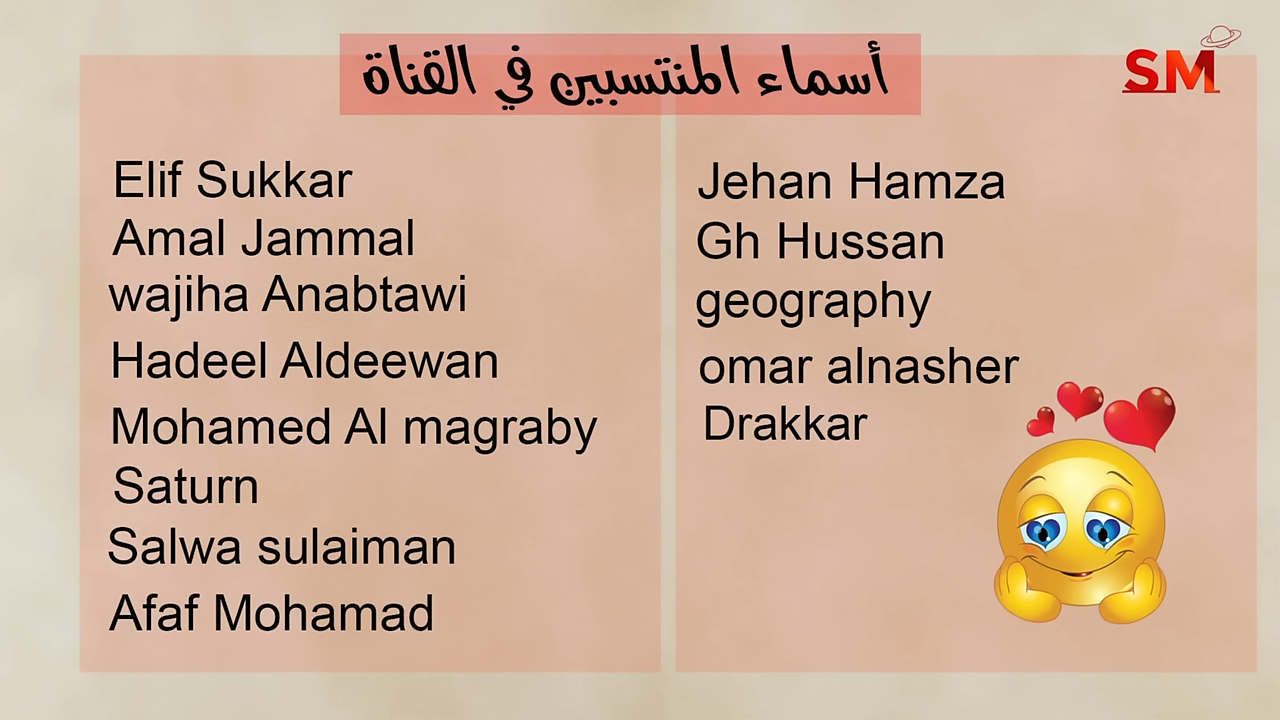 أسماء المنتسبين في القناة
SM
Elif Sukkar
Amal Jammal
wajiha Anabtawi
Hadeel Aldeewan
Mohamed Al magraby
Saturn
Salwa sulaiman
Afaf Mohamad
Jehan Hamza
Gh Hussan
geography
omar alnasher
Drakkar